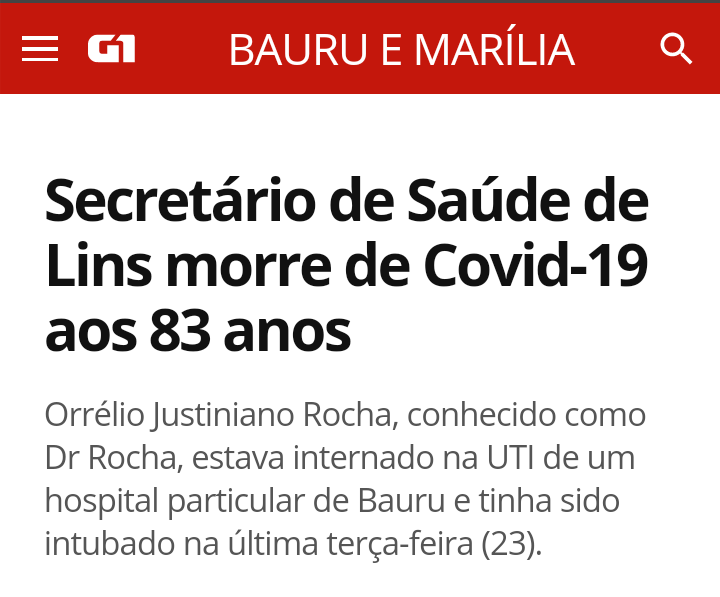 G1 BAURU E MARÍLIA
Secretário de Saúde de
Lins morre de Covid-19
aos 83 anos
Orrélio Justiniano Rocha, conhecido como
Dr Rocha, estava internado na UTI de um
hospital particular de Bauru e tinha sido
intubado na última terça-feira (23).